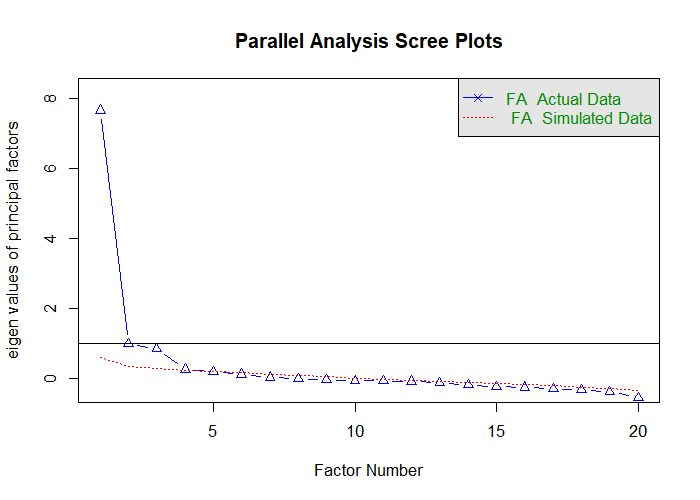 Parallel Analysis Scree Plots
FA  Actual Data
FA  Simulated Data
eigen values of principal factors
8
6
4
2
0
5 10 15 20
Factor Number